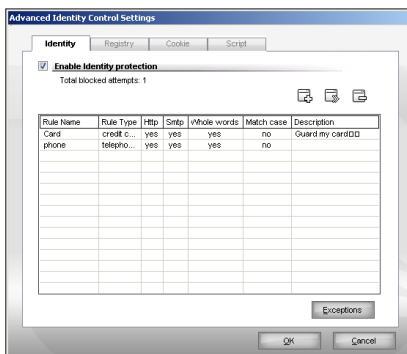 Advanced Identity Control Settings
Identity Registry Cookie Script
Enable Identity protection
Total blocked attempts: 1
Rule Name Rule Type Http Smtp Whole words Match case Description
Card credit c... yes yes yes no Guard my card□□
phone telepho... yes yes yes no
Exceptions
OK Cancel